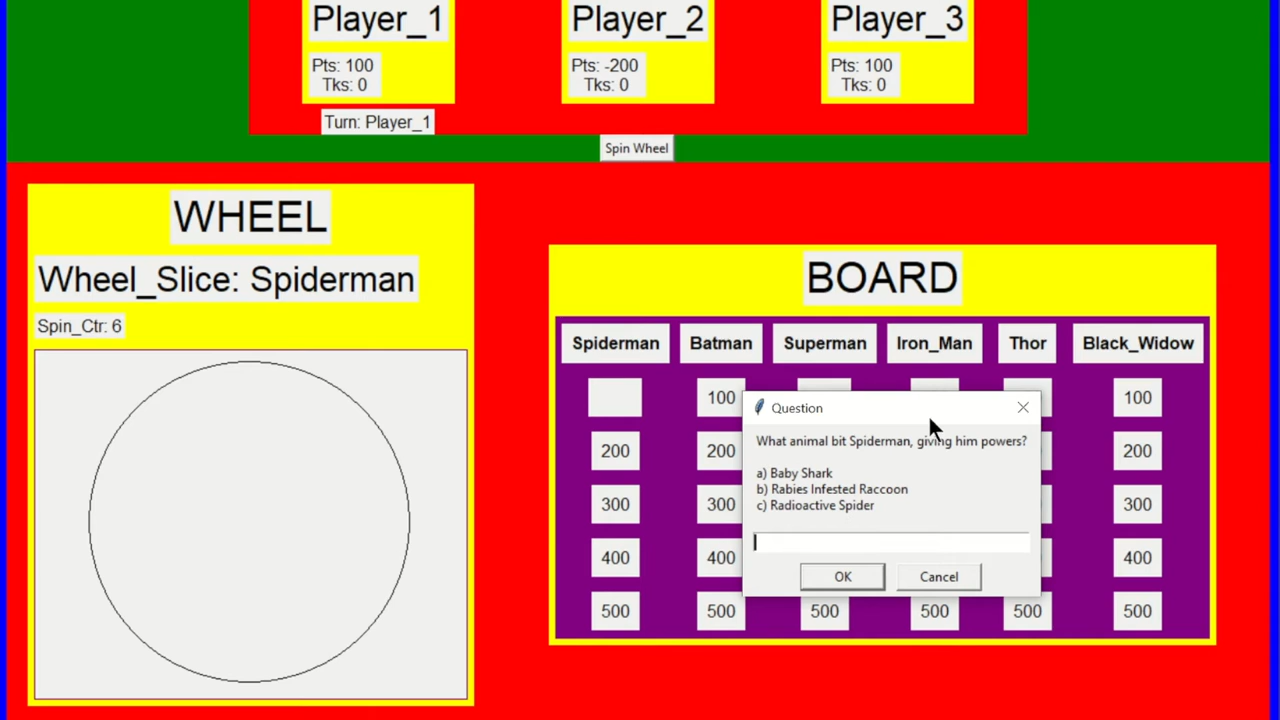 Player_1 Player_2 Player_3
Pts: 100 Pts: -200 Pts: 100
Tks: 0 Tks: 0 Tks: 0
Turn: Player_1
Spin Wheel
WHEEL
Wheel_Slice: Spiderman
Spin_Ctr: 6
BOARD
Spiderman Batman Superman Iron_Man Thor Black_Widow
100 100
200 200 200
300 300 300
400 400 400
500 500 500 500 500 500
Question
What animal bit Spiderman, giving him powers?
a) Baby Shark
b) Rabies Infested Raccoon
c) Radioactive Spider
OK Cancel